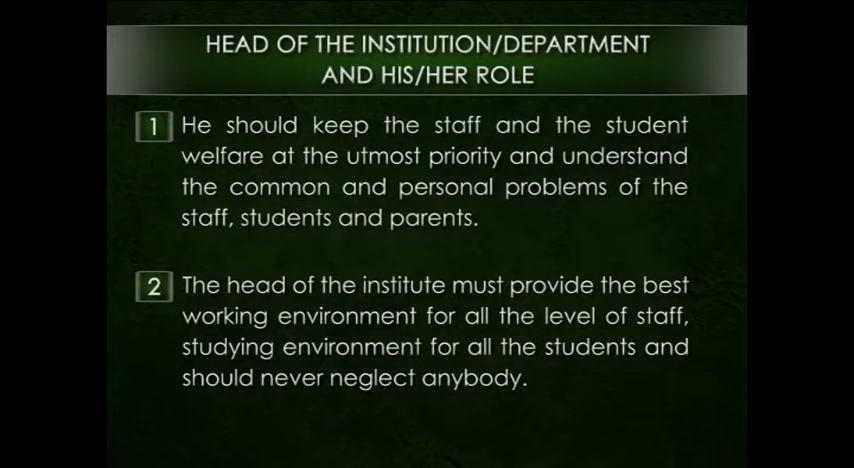 HEAD OF THE INSTITUTION/DEPARTMENT
AND HIS/HER ROLE
1 He should keep the staff and the student
welfare at the utmost priority and understand
the common and personal problems of the
staff, students and parents.
2 The head of the institute must provide the best
working environment for all the level of staff,
studying environment for all the students and
should never neglect anybody.